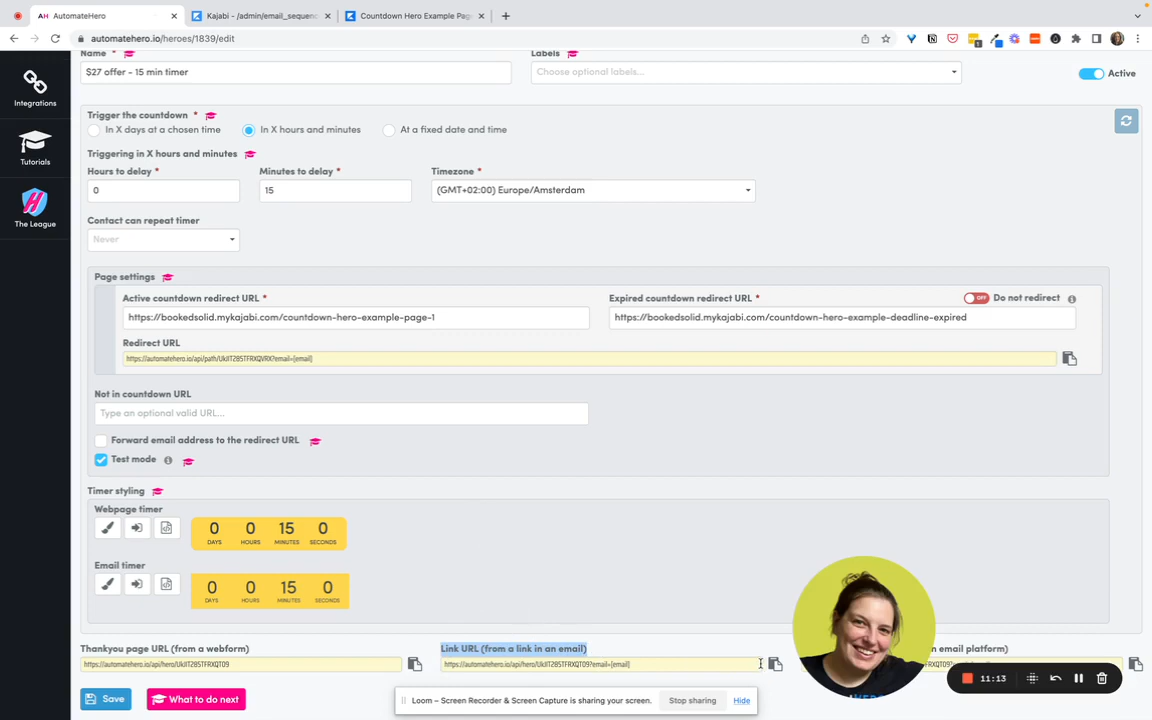 AH AutomateHero
Kajabi - /admin/email_sequenc
Countdown Hero Example Page
automatehero.io/heroes/1839/edit
Integrations
Tutorials
The League
Name *
Labels
$27 offer - 15 min timer
Choose optional labels...
Active
Trigger the countdown *
In X days at a chosen time
In X hours and minutes
At a fixed date and time
Triggering in X hours and minutes
Hours to delay *
Minutes to delay *
Timezone *
0
15
(GMT+02:00) Europe/Amsterdam
Contact can repeat timer
Never
Page settings
Active countdown redirect URL *
Expired countdown redirect URL *
OFF
Do not redirect
https://bookedsolid.mykajabi.com/countdown-hero-example-page-1
https://bookedsolid.mykajabi.com/countdown-hero-example-deadline-expired
Redirect URL
Not in countdown URL
Type an optional valid URL...
Forward email address to the redirect URL
Test mode
Timer styling
Webpage timer
0 0 15 0
DAYS HOURS MINUTES SECONDS
Email timer
0 0 15 0
DAYS HOURS MINUTES SECONDS
Thankyou page URL (from a webform)
Link URL (from a link in an email)
an email platform)
Save
What to do next
Loom – Screen Recorder & Screen Capture is sharing your screen.
Stop sharing
Hide
11:13